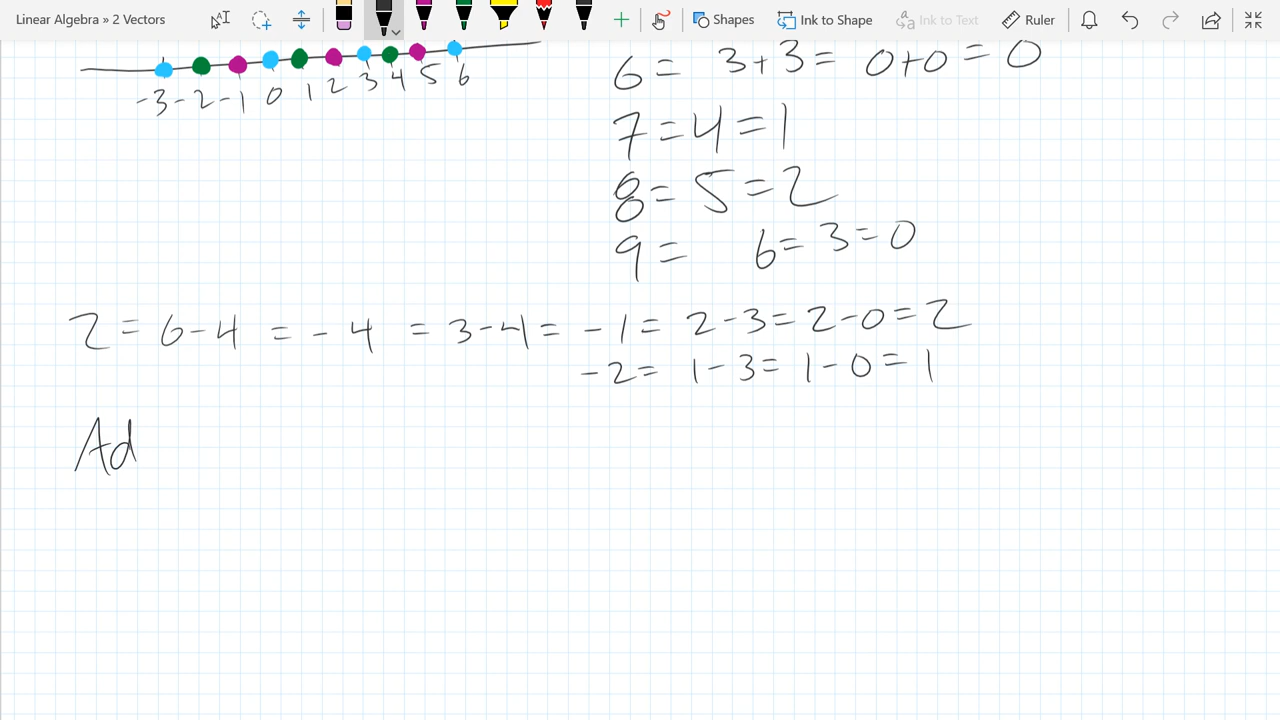 Linear Algebra » 2 Vectors
Shapes
Ink to Shape
Ink to Text
Ruler
-3 -2 -1 0 1 2 3 4 5 6
6 = 3+3 = 0+0 = 0
7 = 4 = 1
8 = 5 = 2
9 = 6 = 3 = 0
2 = 6-4 = -4 = 3-4 = -1 = 2-3 = 2-0 = 2
-2 = 1-3 = 1-0 = 1
Ad